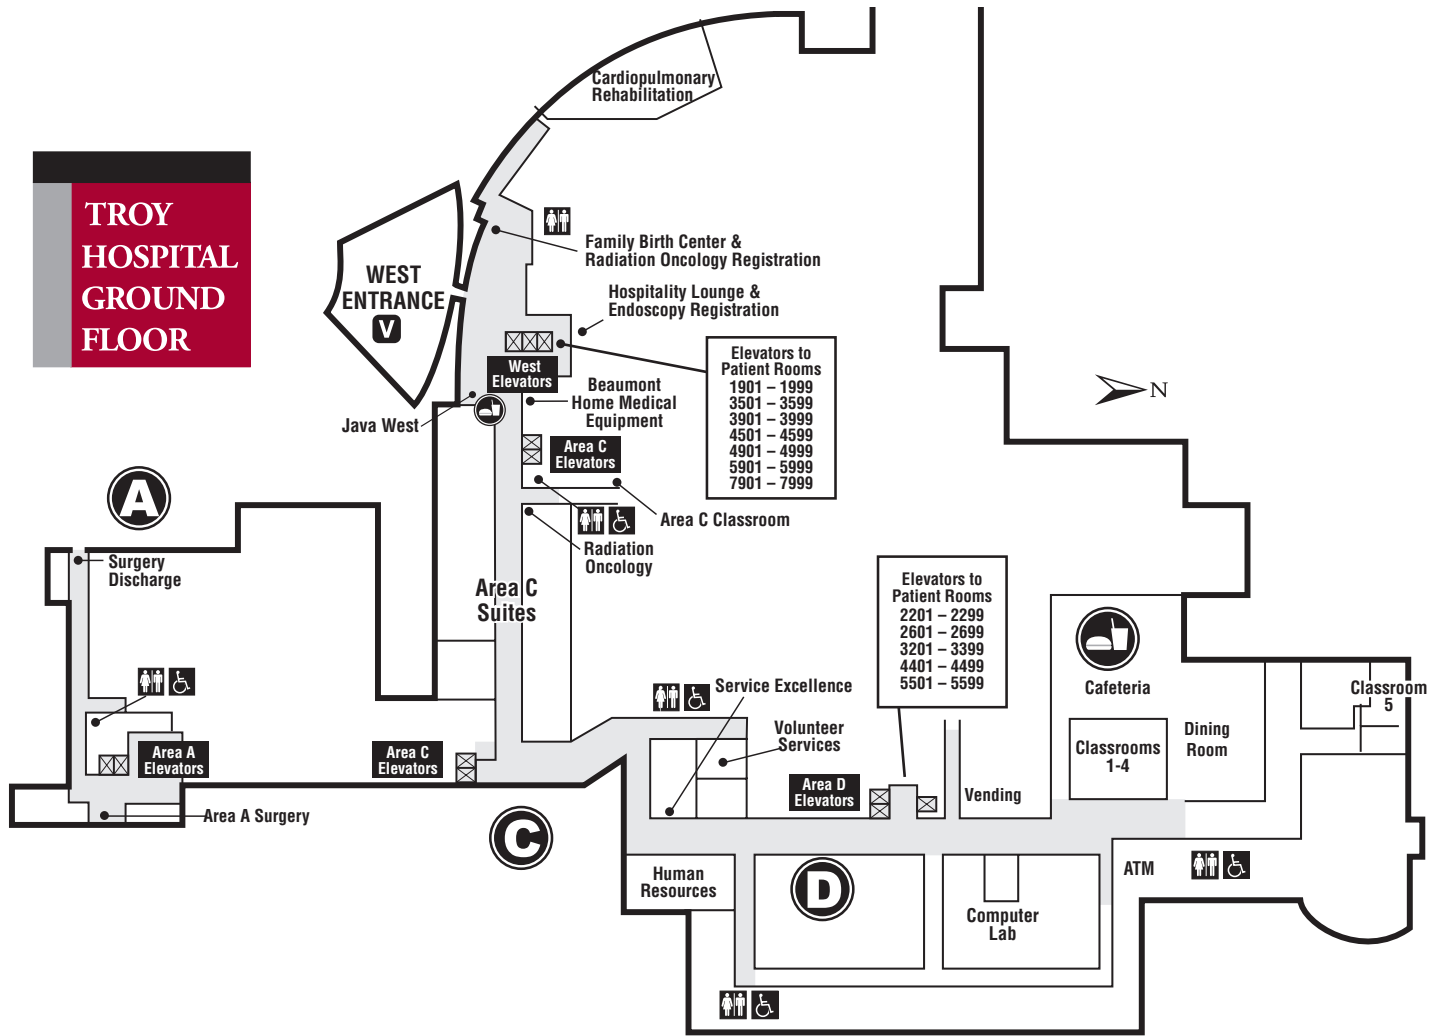 TROY
HOSPITAL
GROUND
FLOOR
Cardiopulmonary
Rehabilitation
WEST
ENTRANCE
V
Family Birth Center &
Radiation Oncology Registration
Hospitality Lounge &
Endoscopy Registration
West
Elevators
Elevators to
Patient Rooms
1901 – 1999
3501 – 3599
3901 – 3999
4501 – 4599
4901 – 4999
5901 – 5999
7901 – 7999
N
Beaumont
Home Medical
Equipment
Java West
Area C
Elevators
Area C Classroom
Radiation
Oncology
A
Surgery
Discharge
Area C
Suites
Elevators to
Patient Rooms
2201 – 2299
2601 – 2699
3201 – 3399
4401 – 4499
5501 – 5599
Cafeteria
Classroom
5
Service Excellence
Volunteer
Services
Dining
Room
Classrooms
1-4
Area A
Elevators
Area C
Elevators
Area D
Elevators
Vending
Area A Surgery
C
Human
Resources
D
ATM
Computer
Lab